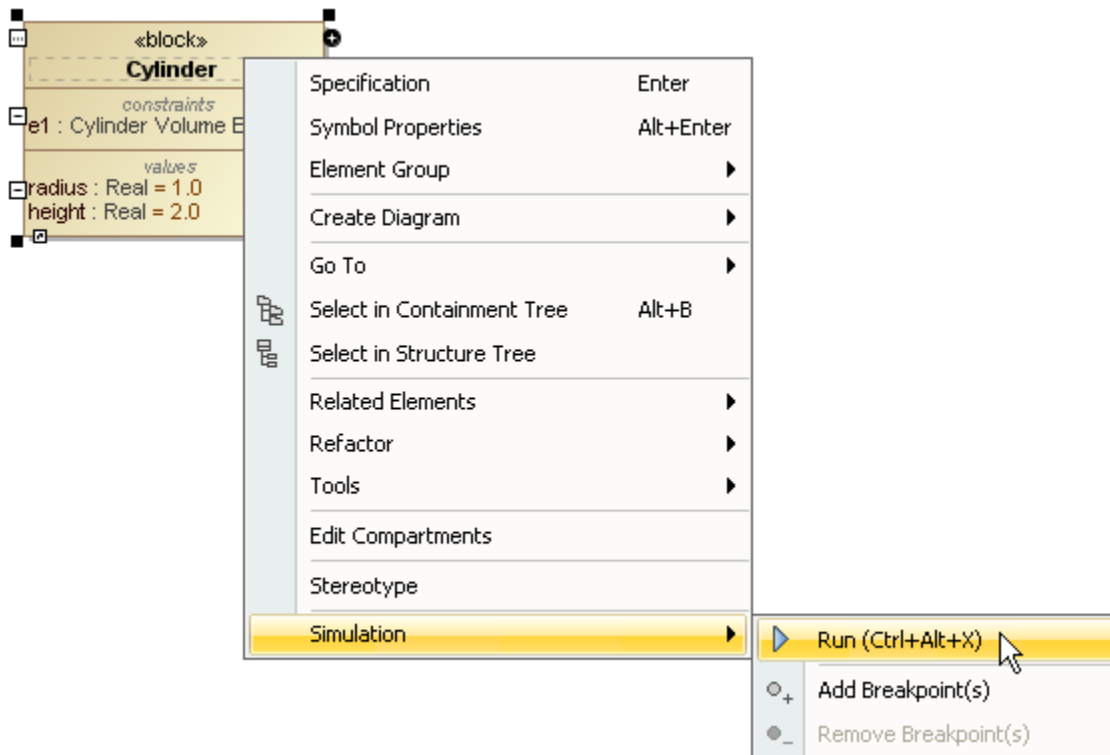 «block»
Cylinder
constraints
e1 : Cylinder Volume
values
radius : Real = 1.0
height : Real = 2.0
Specification Enter
Symbol Properties Alt+Enter
Element Group
Create Diagram
Go To
Select in Containment Tree Alt+B
Select in Structure Tree
Related Elements
Refactor
Tools
Edit Compartments
Stereotype
Simulation
Run (Ctrl+Alt+X)
Add Breakpoint(s)
Remove Breakpoint(s)